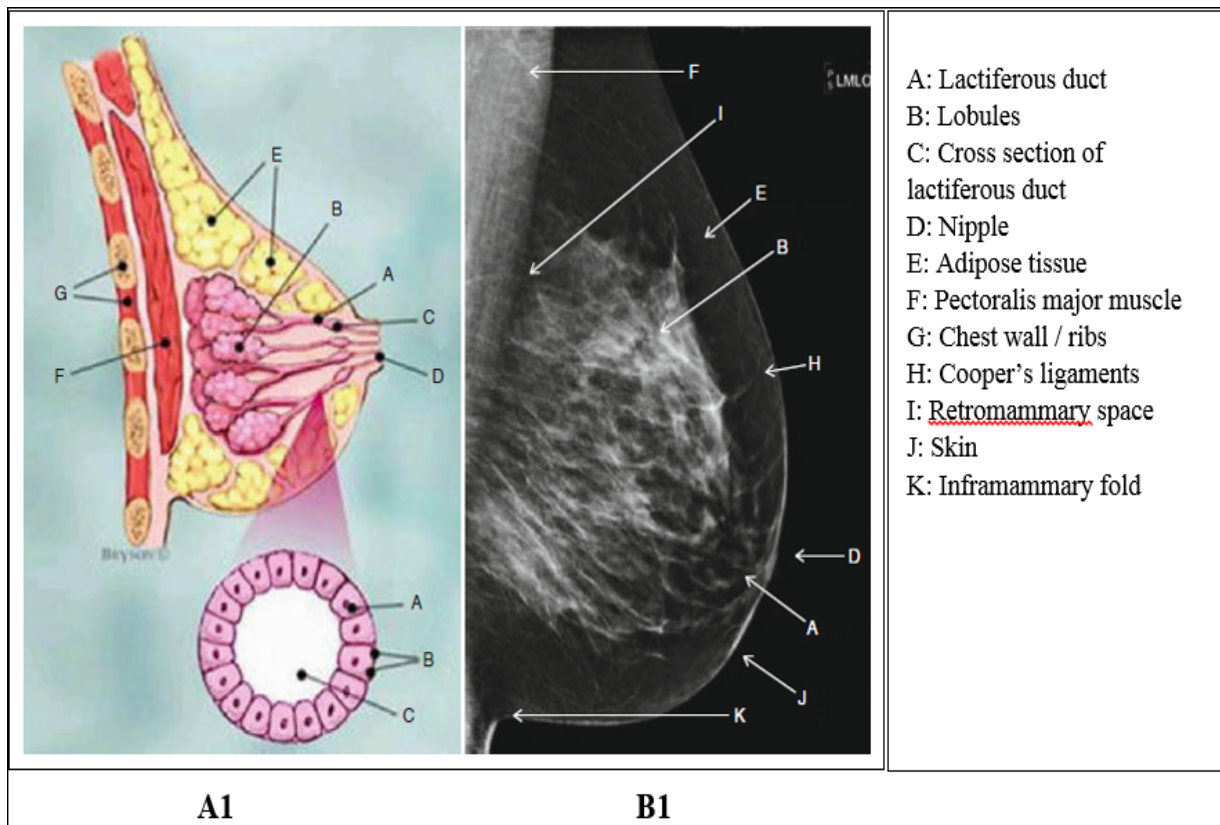 E
B
A
C
G
F
D
BRYSON ©
A
B
C
F
P
S
LMLO
I
E
B
H
D
A
J
K
A: Lactiferous duct
B: Lobules
C: Cross section of
lactiferous duct
D: Nipple
E: Adipose tissue
F: Pectoralis major muscle
G: Chest wall / ribs
H: Cooper's ligaments
I: Retromammary space
J: Skin
K: Inframammary fold
A1
B1